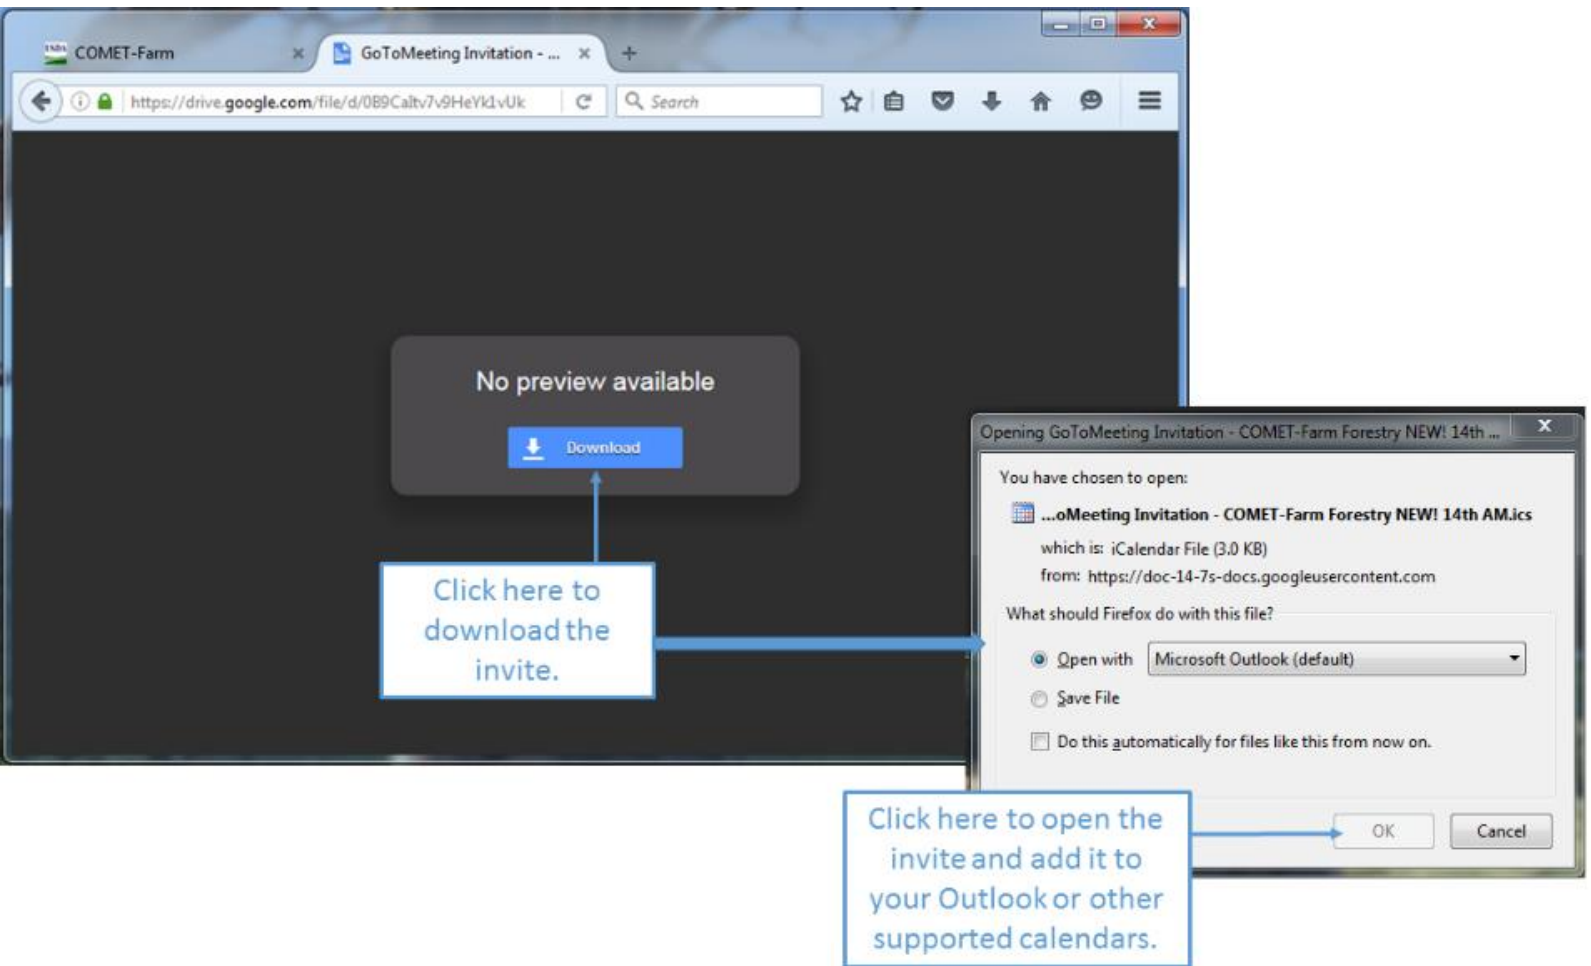 USDA COMET-Farm
GoToMeeting Invitation - ...
https://drive.google.com/file/d/0B9CaItv7v9HeYk1vUk
Search
No preview available
Download
Click here to
download the
invite.
Opening GoToMeeting Invitation - COMET-Farm Forestry NEW! 14th ...
You have chosen to open:
...oMeeting Invitation - COMET-Farm Forestry NEW! 14th AM.ics
which is: iCalendar File (3.0 KB)
from: https://doc-14-7s-docs.googleusercontent.com
What should Firefox do with this file?
Open with Microsoft Outlook (default)
Save File
Do this automatically for files like this from now on.
OK Cancel
Click here to open the
invite and add it to
your Outlook or other
supported calendars.